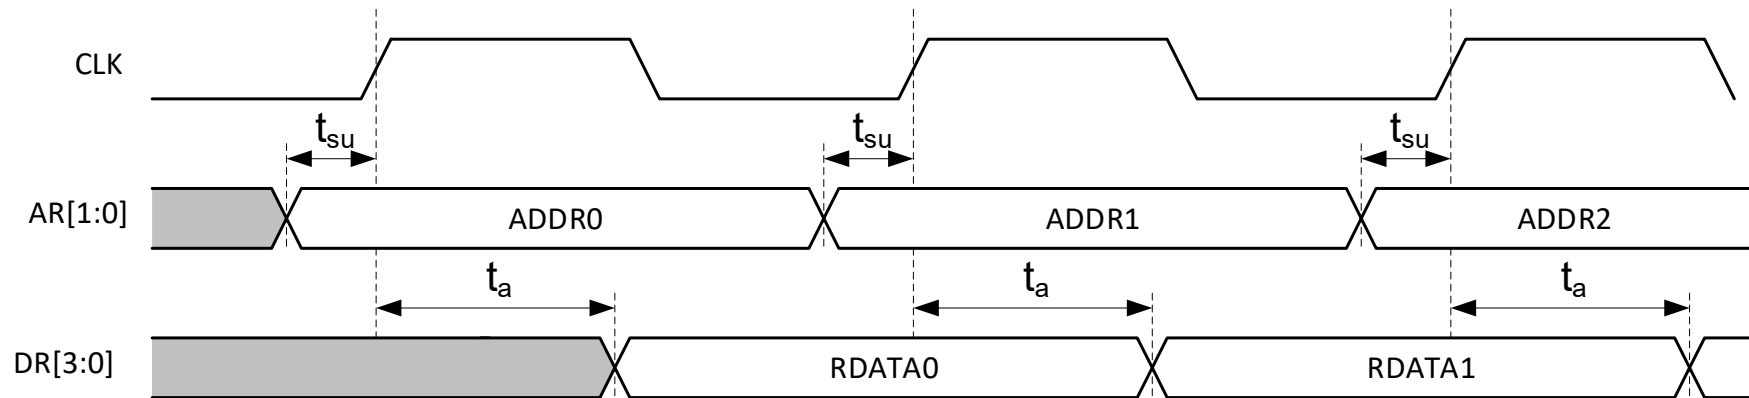 CLK
tsu tsu tsu
AR[1:0] ADDR0 ADDR1 ADDR2
ta ta ta
DR[3:0] RDATA0 RDATA1